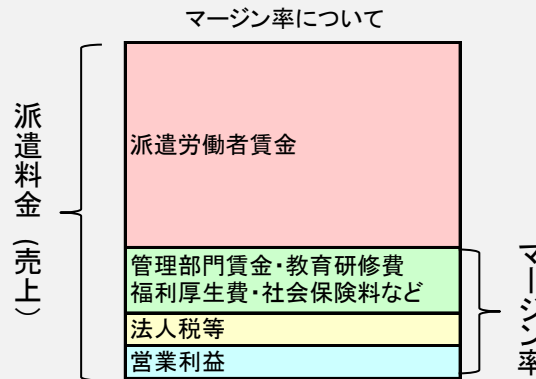 マージン率について
派遣料金（売上）
派遣労働者賃金
管理部門賃金・教育研修費
福利厚生費・社会保険料など
法人税等
営業利益
マージン率